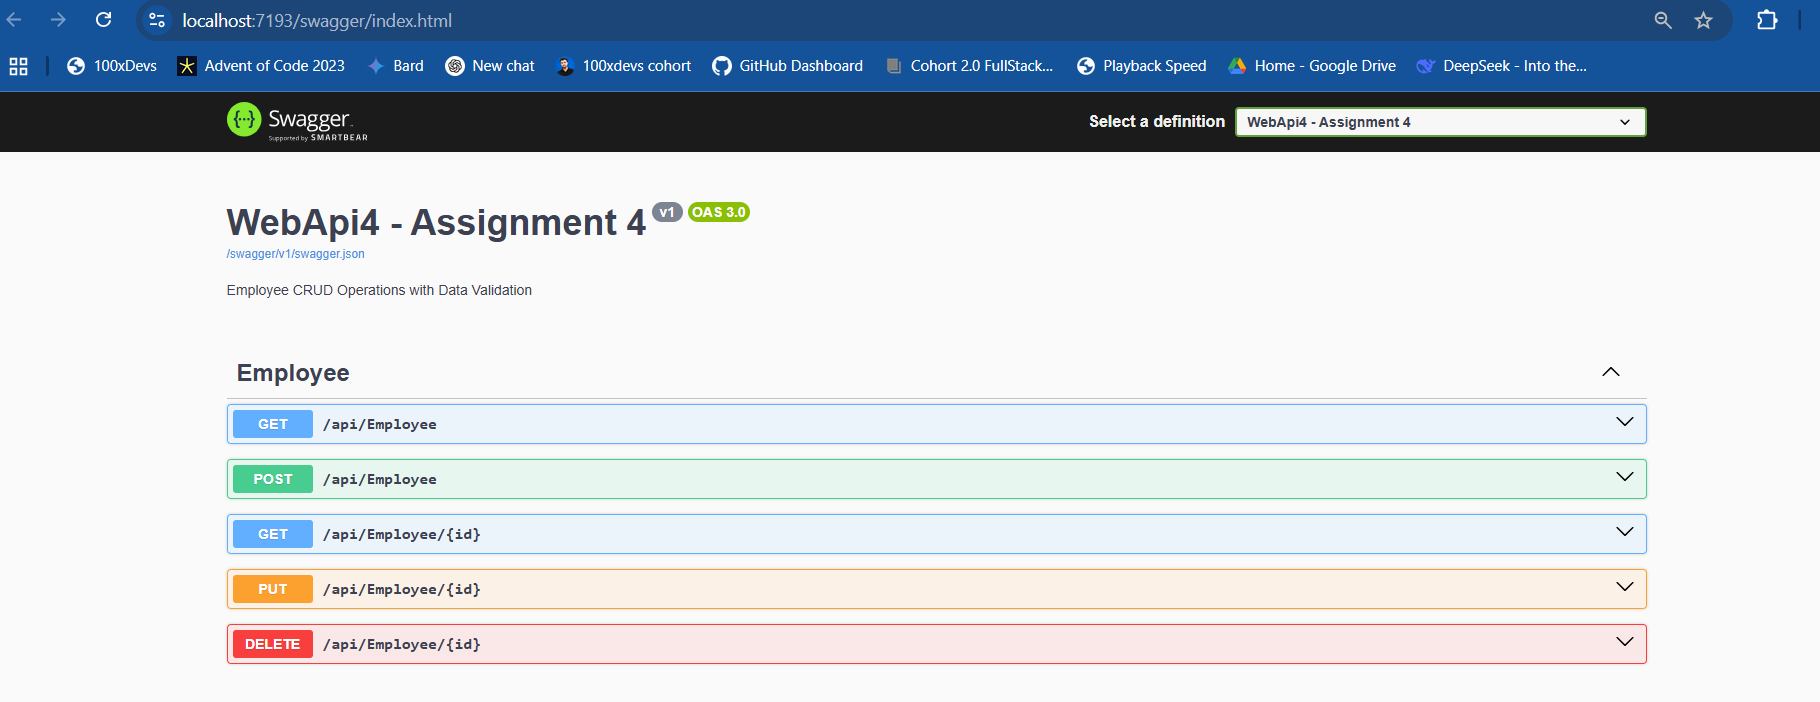 localhost:7193/swagger/index.html
100xDevs Advent of Code 2023 Bard New chat 100xdevs cohort GitHub Dashboard Cohort 2.0 FullStack... Playback Speed Home - Google Drive DeepSeek - Into the...
{...} Swagger
Supported by SMARTBEAR
Select a definition WebApi4 - Assignment 4
WebApi4 - Assignment 4 v1 OAS 3.0
/swagger/v1/swagger.json
Employee CRUD Operations with Data Validation
Employee
GET /api/Employee
POST /api/Employee
GET /api/Employee/{id}
PUT /api/Employee/{id}
DELETE /api/Employee/{id}